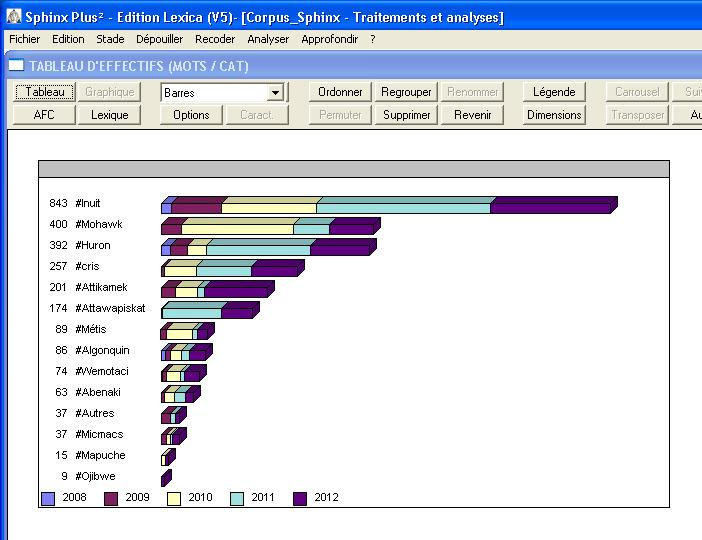 Sphinx Plus² - Edition Lexica (V5)- [Corpus_Sphinx - Traitements et analyses]
Fichier Edition Stade Dépouiller Recoder Analyser Approfondir ?
TABLEAU D'EFFECTIFS (MOTS / CAT)
Tableau Graphique Barres Ordonner Regrouper Renommer Légende Carrousel
AFC Lexique Options Caract. Permuter Supprimer Revenir Dimensions Transposer
843 #Inuit
400 #Mohawk
392 #Huron
257 #cris
201 #Attikamek
174 #Attawapiskat
89 #Métis
86 #Algonquin
74 #Wemotaci
63 #Abenaki
37 #Autres
37 #Micmacs
15 #Mapuche
9 #Ojibwe
2008 2009 2010 2011 2012